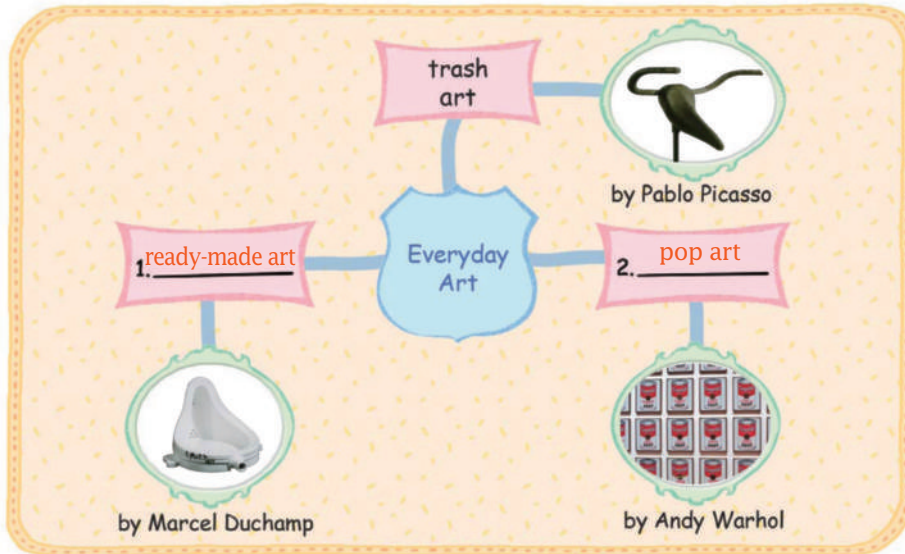 trash
art
by Pablo Picasso
1. ready-made art
Everyday
Art
2. pop art
by Marcel Duchamp
by Andy Warhol